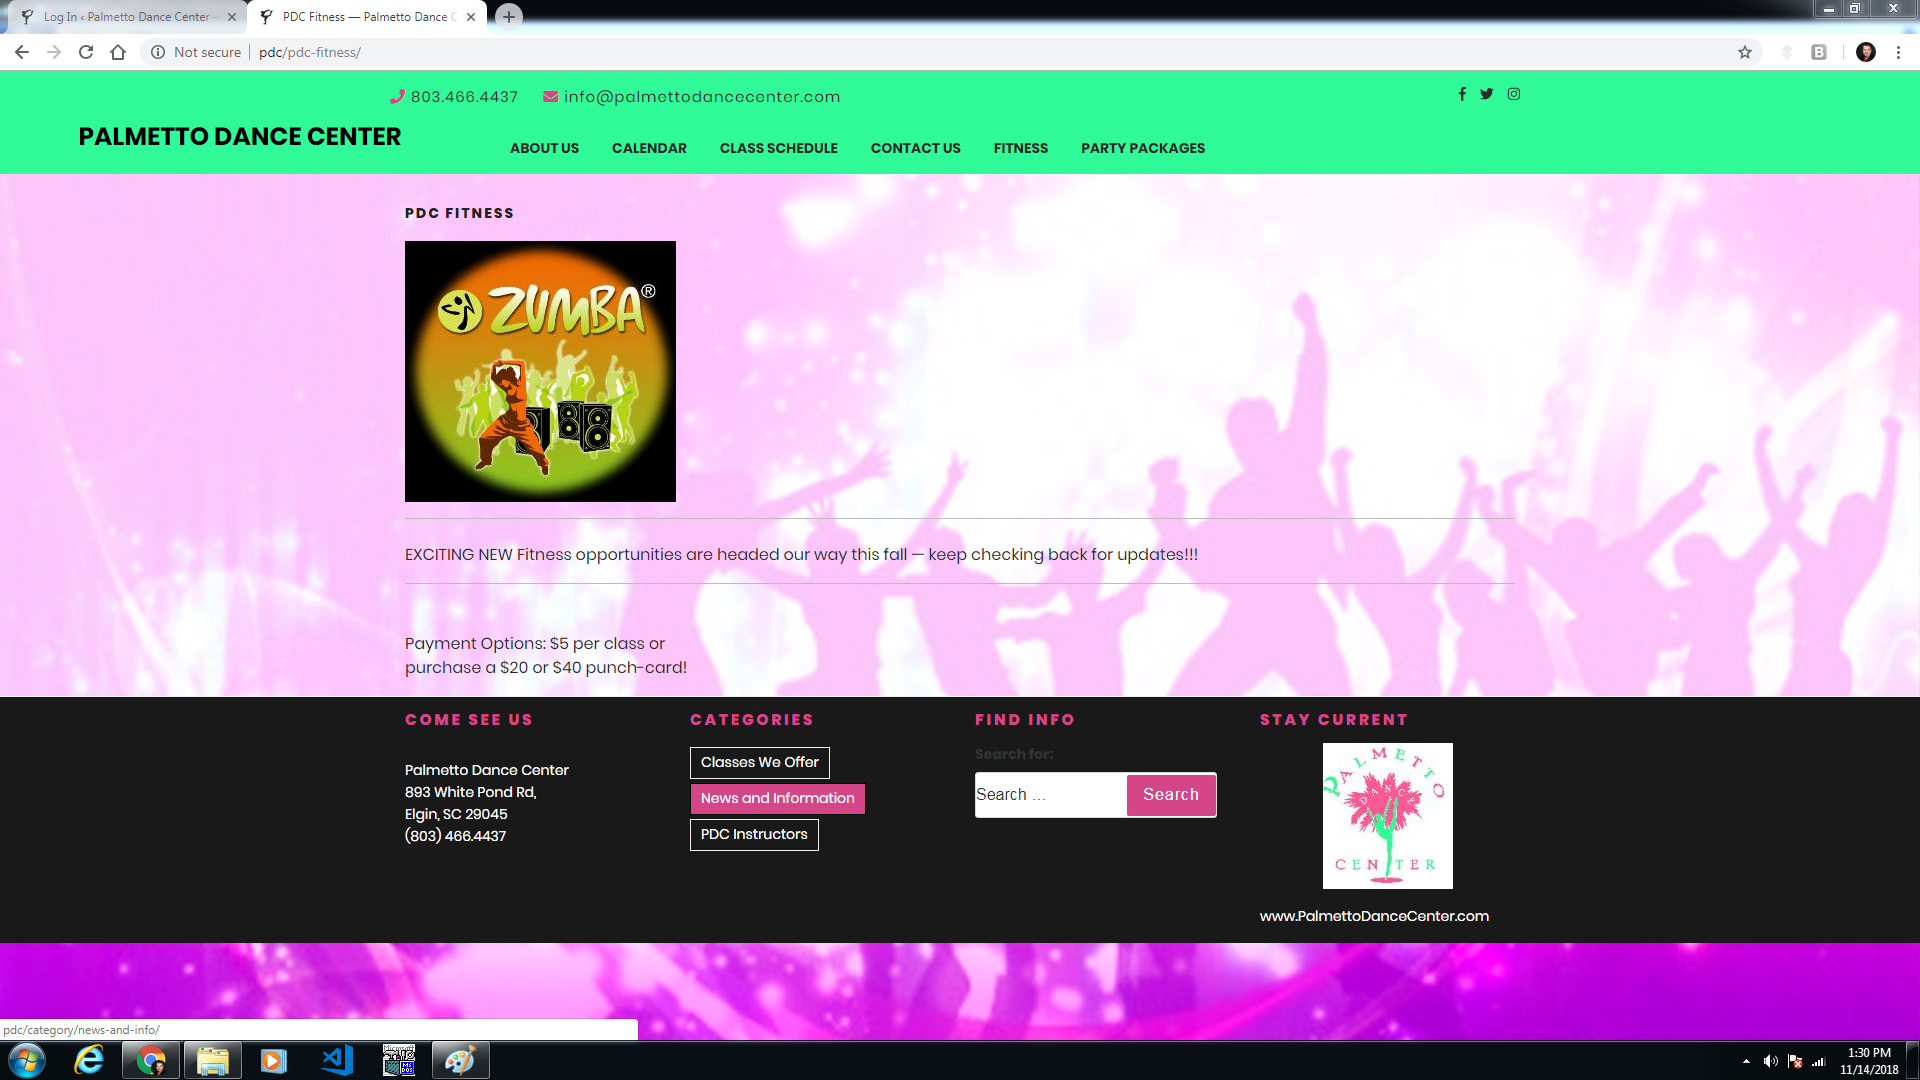 Log In ‹ Palmetto Dance Center –
PDC Fitness — Palmetto Dance C
Not secure
pdc/pdc-fitness/
803.466.4437
info@palmettodancecenter.com
PALMETTO DANCE CENTER
ABOUT US
CALENDAR
CLASS SCHEDULE
CONTACT US
FITNESS
PARTY PACKAGES
PDC FITNESS
ZUMBA®
EXCITING NEW Fitness opportunities are headed our way this fall — keep checking back for updates!!!
Payment Options: $5 per class or
purchase a $20 or $40 punch-card!
COME SEE US
Palmetto Dance Center
893 White Pond Rd,
Elgin, SC 29045
(803) 466.4437
CATEGORIES
Classes We Offer
News and Information
PDC Instructors
FIND INFO
Search for:
Search …
Search
STAY CURRENT
PALMETTO
DANCE
CENTER
www.PalmettoDanceCenter.com
pdc/category/news-and-info/
1:30 PM
11/14/2018